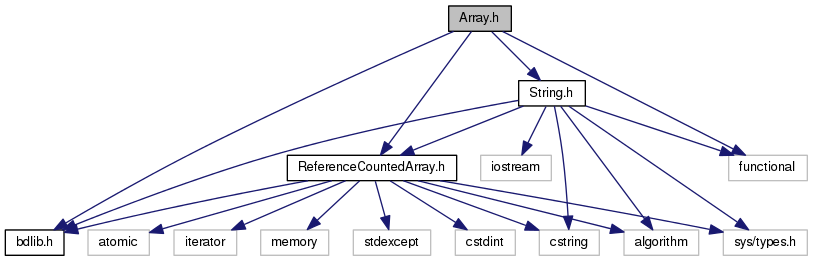 Array.h
String.h
ReferenceCountedArray.h
iostream
functional
bdlib.h
atomic
iterator
memory
stdexcept
cstdint
cstring
algorithm
sys/types.h